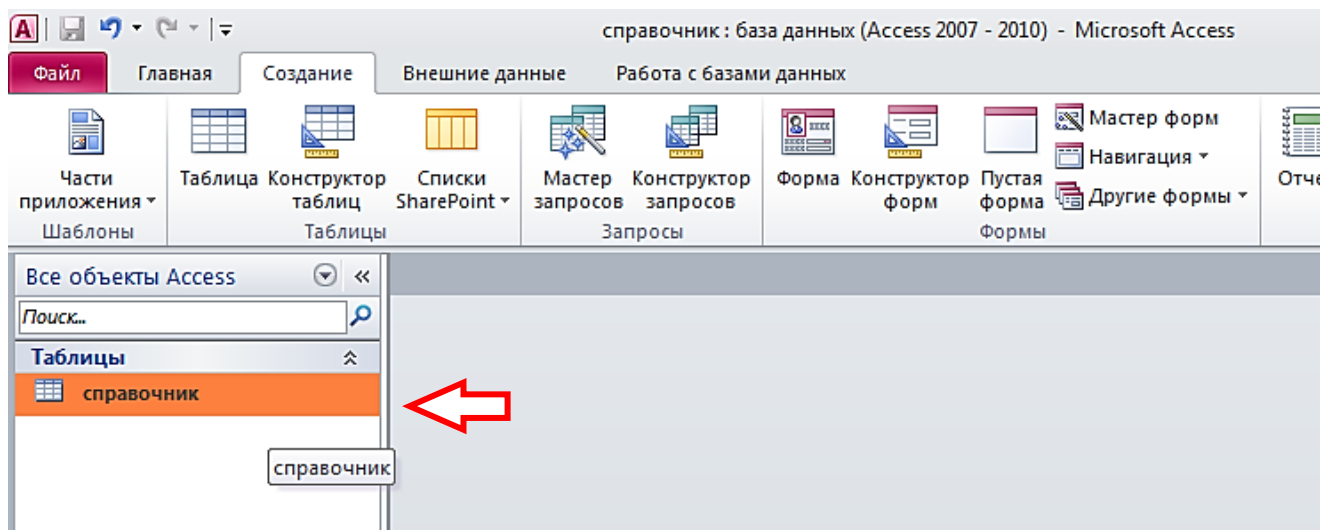 справочник : база данных (Access 2007 - 2010) - Microsoft Access
Файл Главная Создание Внешние данные Работа с базами данных
Части приложения
Таблица
Конструктор таблиц
Списки SharePoint
Мастер запросов
Конструктор запросов
Форма
Конструктор форм
Пустая форма
Мастер форм
Навигация
Другие формы
Шаблоны Таблицы Запросы Формы
Все объекты Access
Поиск...
Таблицы
справочник
справочник